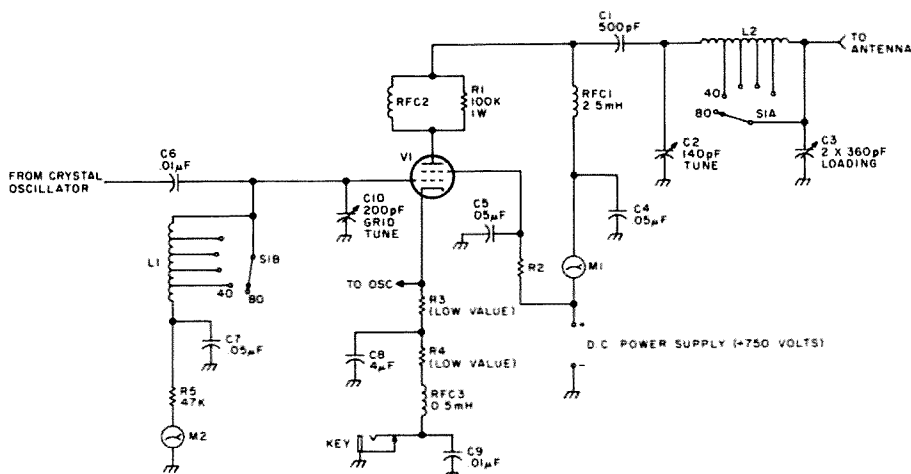 C1
500pF
L2
TO
ANTENNA
RFC2
R1
100K
1W
RFC1
2.5mH
40
80
S1A
C6
.01µF
V1
C2
140pF
TUNE
C3
2 X 360pF
LOADING
FROM CRYSTAL
OSCILLATOR
C10
200pF
GRID
TUNE
C5
.05µF
C4
.05µF
L1
S1B
R2
M1
TO OSC
40
80
R3
(LOW VALUE)
+
C7
.05µF
D.C. POWER SUPPLY (+750 VOLTS)
C8
4µF
R4
(LOW VALUE)
-
R5
47K
RFC3
0.5mH
M2
KEY
C9
.01µF